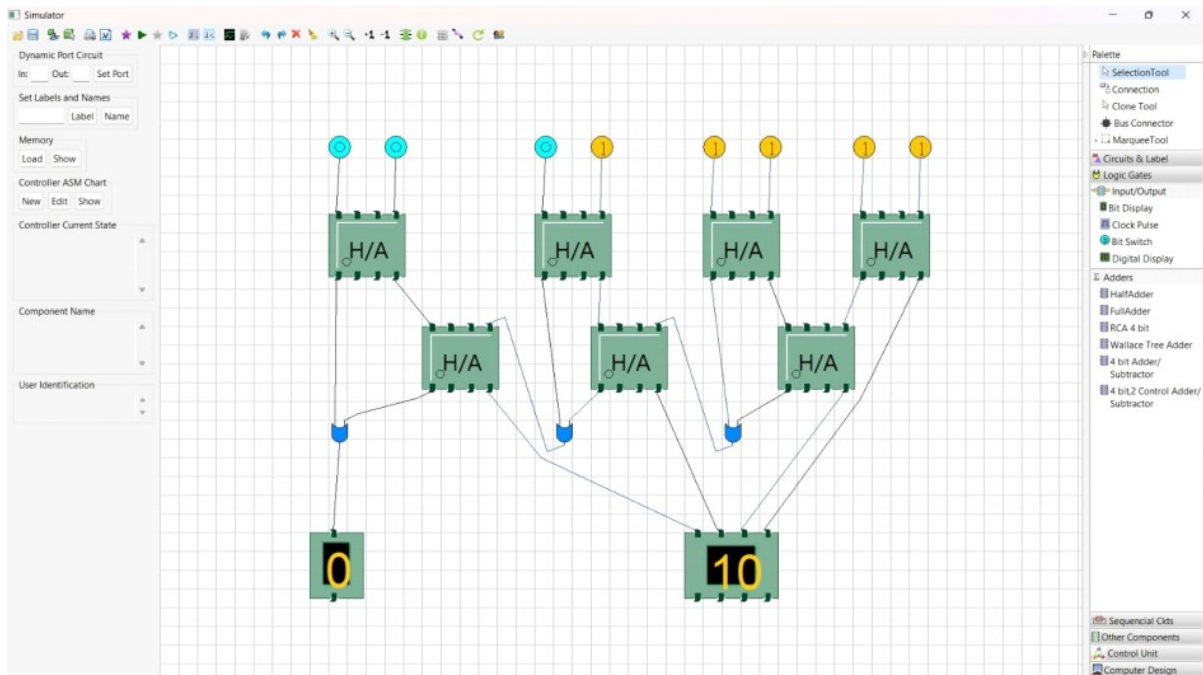 Simulator
Dynamic Port Circuit
In: Out: Set Port
Set Labels and Names
Label Name
Memory
Load Show
Controller ASM Chart
New Edit Show
Controller Current State
Component Name
User Identification
0 0 0 1 1 1 1 1
H/A H/A H/A H/A
H/A H/A H/A
0 10
Palette
SelectionTool
Connection
Clone Tool
Bus Connector
MarqueeTool
Circuits & Label
Logic Gates
Input/Output
Bit Display
Clock Pulse
Bit Switch
Digital Display
Adders
HalfAdder
FullAdder
RCA 4 bit
Wallace Tree Adder
4 bit Adder/
Subtractor
4 bit.2 Control Adder/
Subtractor
Sequencial Ckts
Other Components
Control Unit
Computer Design